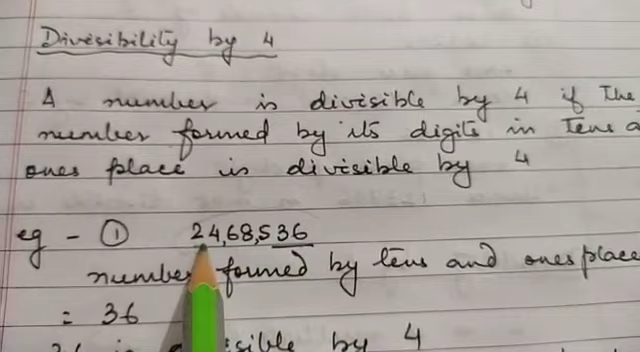 Divisibility by 4
A number is divisible by 4 if the
number formed by its digits in tens
ones place is divisible by 4
eg - ① 24,68,536
number formed by tens and ones place
= 36
by 4